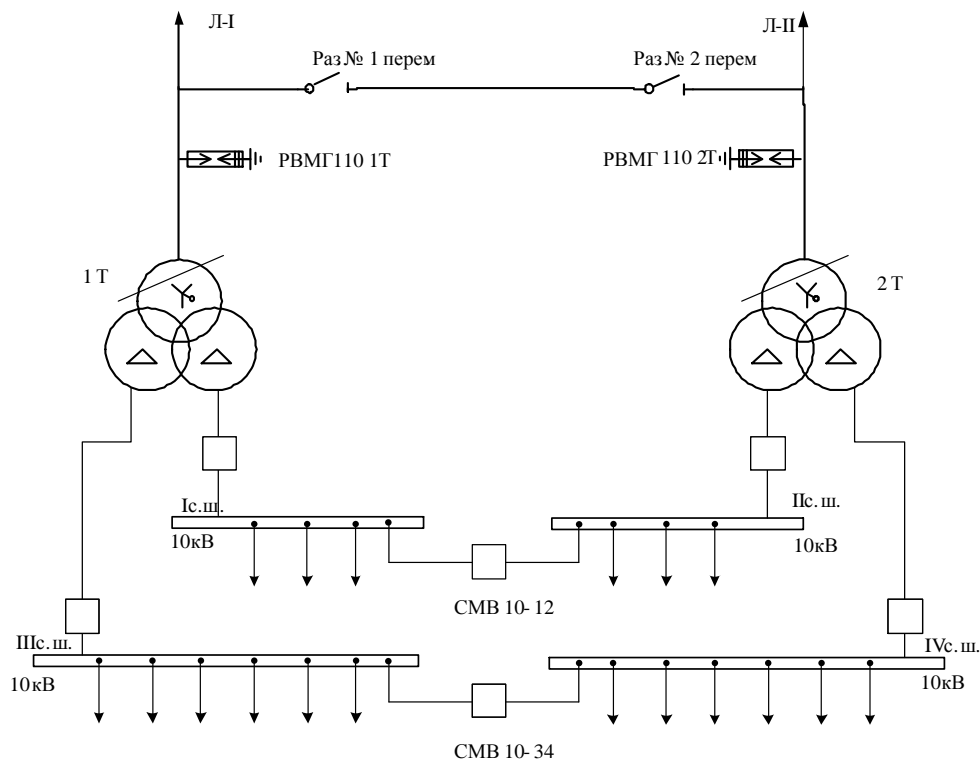 Л-I
Л-II
Раз № 1 перем
Раз № 2 перем
РВМГ110 1Т
РВМГ 110 2Т
1 Т
2 Т
Iс. ш.
IIс. ш.
10кВ
10кВ
СМВ 10- 12
IIIс. ш.
IVс. ш.
10кВ
10кВ
СМВ 10- 34